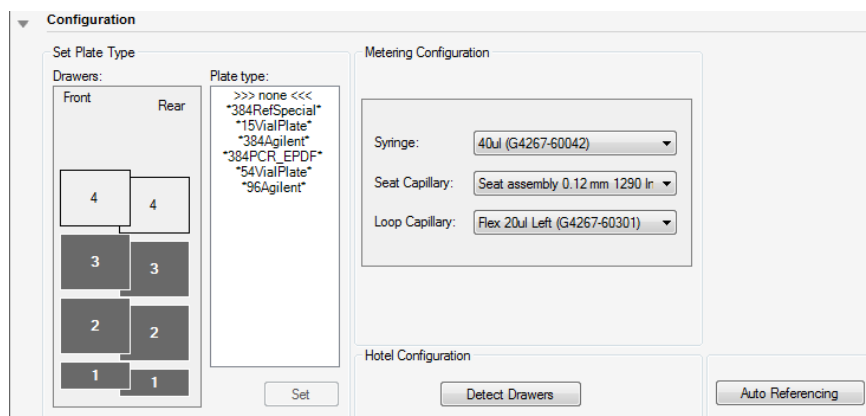 Configuration
Set Plate Type
Drawers:
Front
Rear
4
4
3
3
2
2
1
1
Plate type:
>>> none <<<
*384RefSpecial*
*15VialPlate*
*384Agilent*
*384PCR_EPDF*
*54VialPlate*
*96Agilent*
Set
Metering Configuration
Syringe: 40ul (G4267-60042)
Seat Capillary: Seat assembly 0.12 mm 1290 In
Loop Capillary: Flex 20ul Left (G4267-60301)
Hotel Configuration
Detect Drawers
Auto Referencing